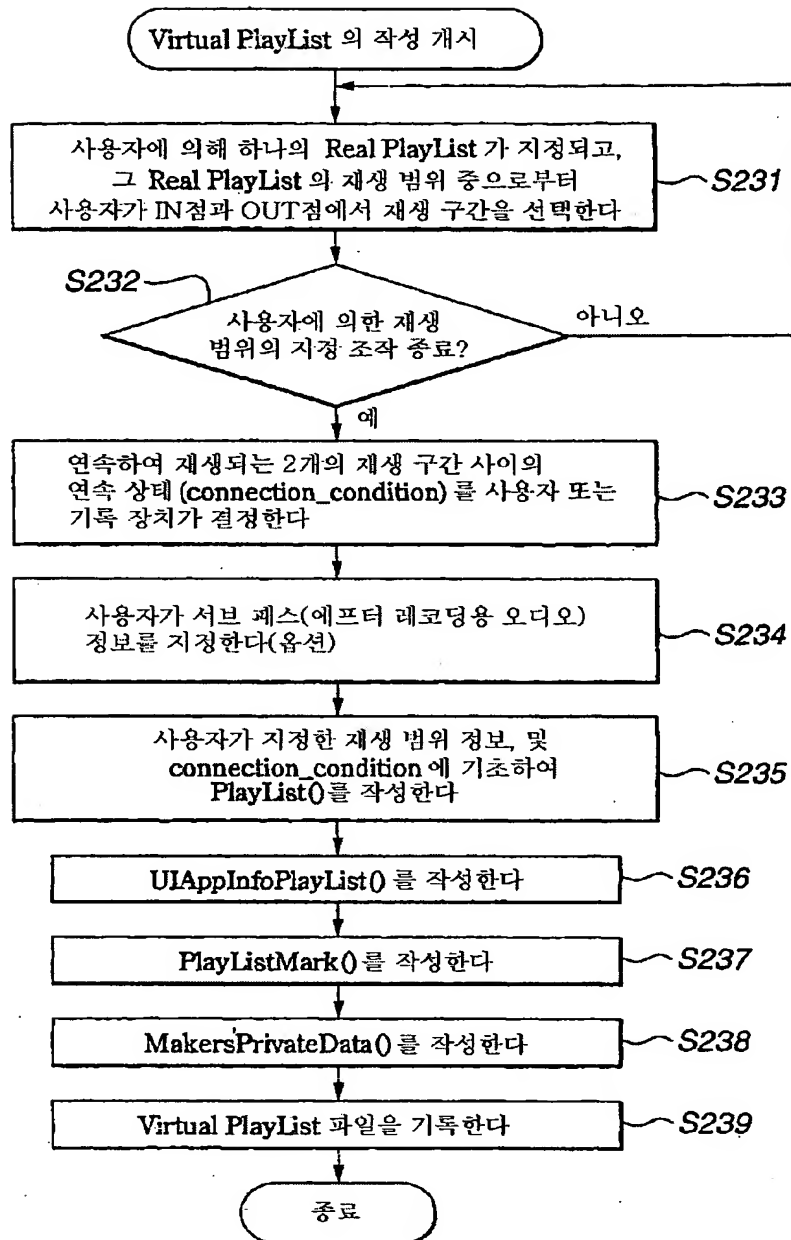 Virtual PlayList 의 작성 개시
사용자에 의해 하나의 Real PlayList 가 지정되고,
그 Real PlayList 의 재생 범위 중으로부터
사용자가 IN점과 OUT점에서 재생 구간을 선택한다
S231
S232
사용자에 의한 재생
범위의 지정 조작 종료?
아니오
예
연속하여 재생되는 2개의 재생 구간 사이의
연속 상태 (connection_condition) 를 사용자 또는
기록 장치가 결정한다
S233
사용자가 서브 패스(에프터 레코딩용 오디오)
정보를 지정한다(옵션)
S234
사용자가 지정한 재생 범위 정보, 및
connection_condition 에 기초하여
PlayList()를 작성한다
S235
UIAppInfoPlayList() 를 작성한다
S236
PlayListMark() 를 작성한다
S237
Makers'PrivateData() 를 작성한다
S238
Virtual PlayList 파일을 기록한다
S239
종료